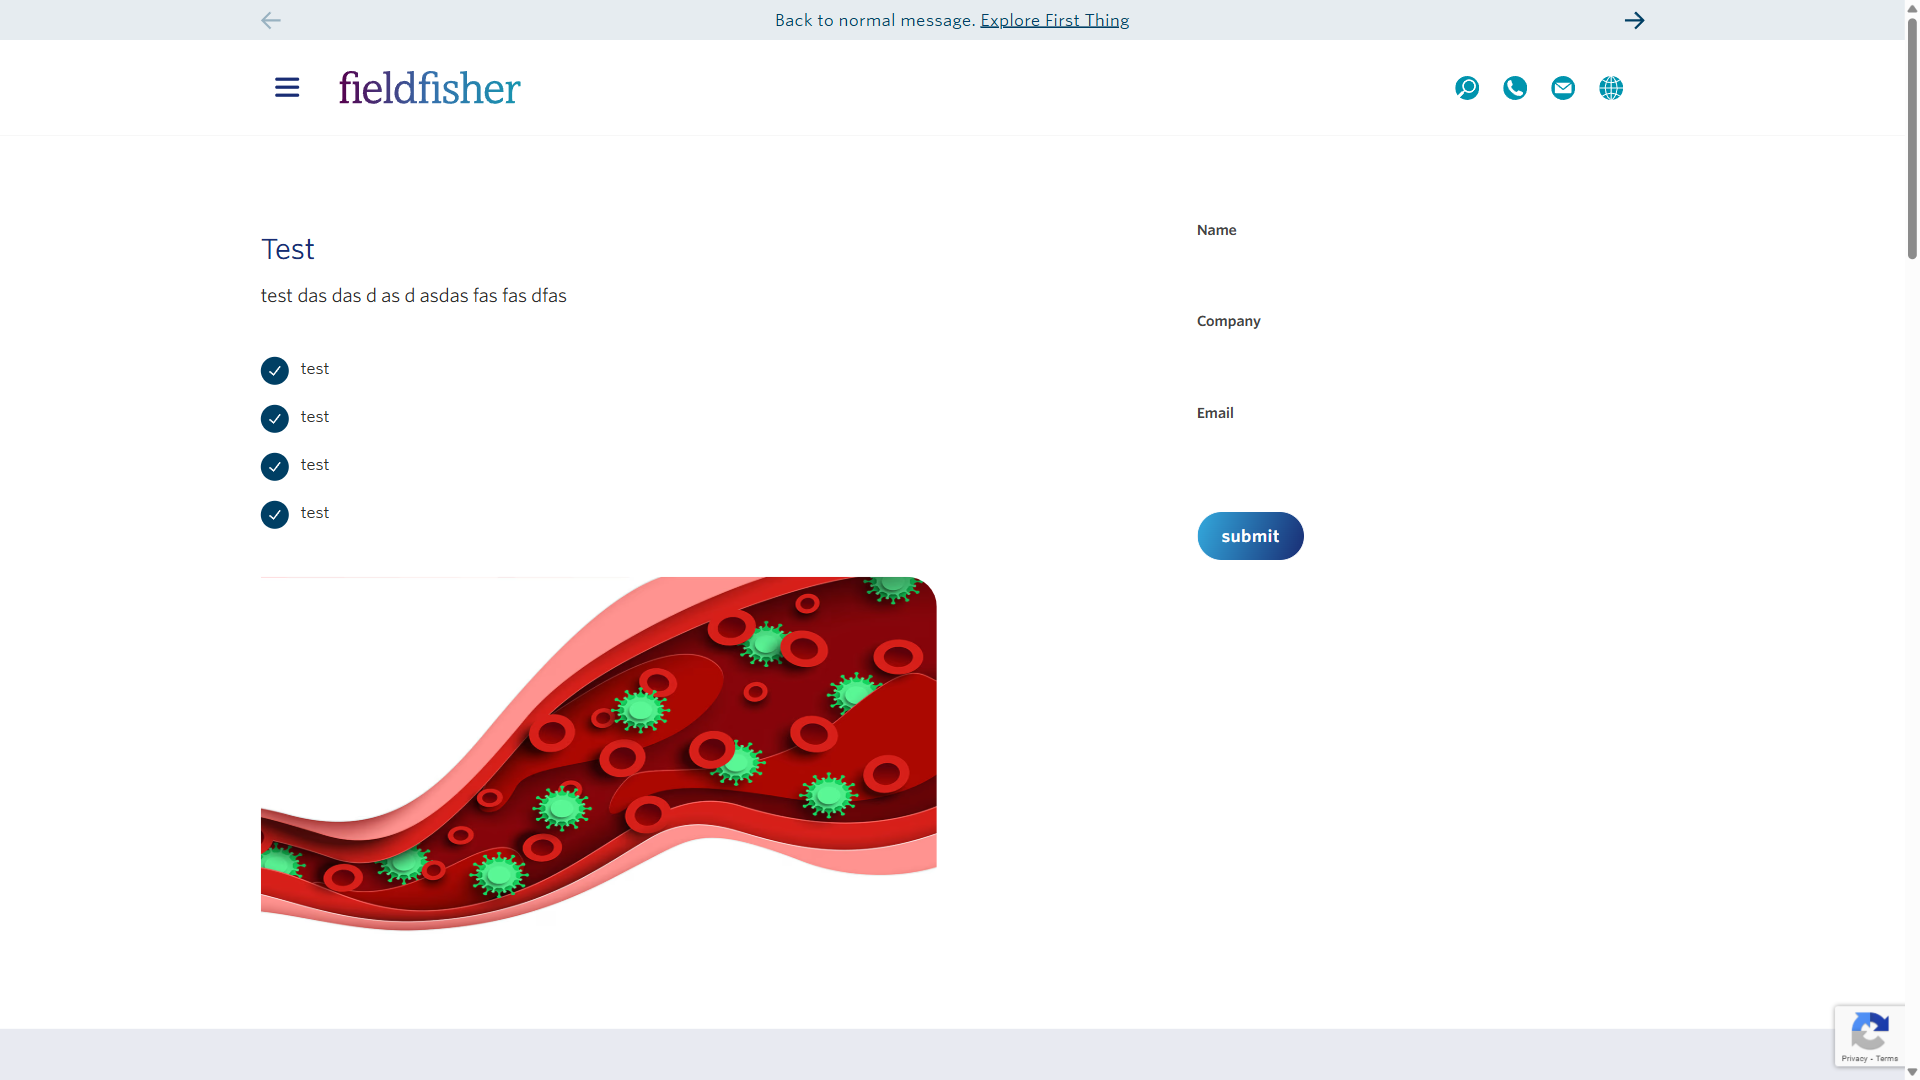 Back to normal message. Explore First Thing
fieldfisher
Test
test das das d as d asdas fas fas dfas
test
test
test
test
Name
Company
Email
submit
Privacy - Terms